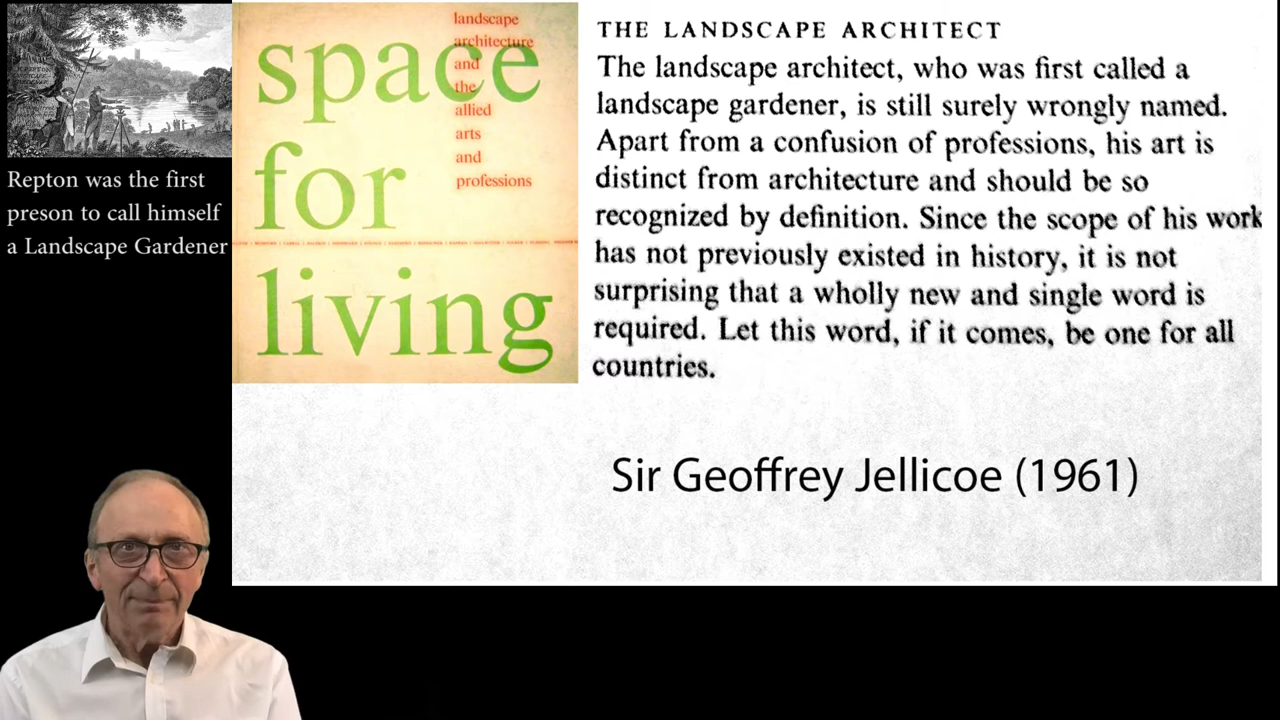 Repton was the first
preson to call himself
a Landscape Gardener
space
for
living
landscape
architecture
and
the
allied
arts
and
professions
THE LANDSCAPE ARCHITECT
The landscape architect, who was first called a
landscape gardener, is still surely wrongly named.
Apart from a confusion of professions, his art is
distinct from architecture and should be so
recognized by definition. Since the scope of his work
has not previously existed in history, it is not
surprising that a wholly new and single word is
required. Let this word, if it comes, be one for all
countries.
Sir Geoffrey Jellicoe (1961)